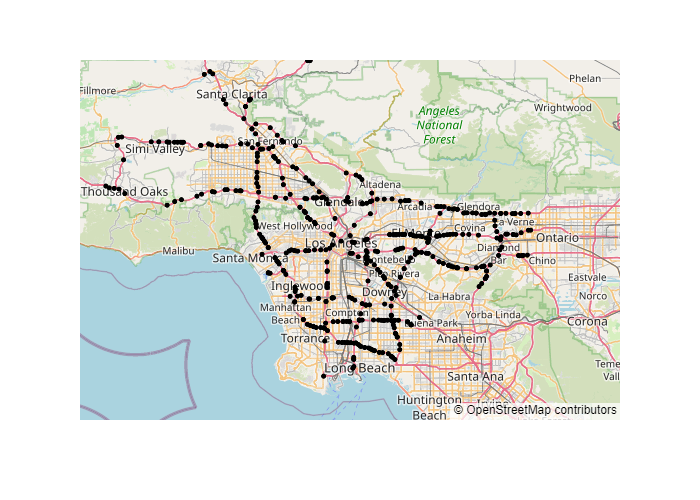 Phelan
Fillmore
Santa Clarita
Wrightwood
Angeles
National
Forest
San Fernando
Simi Valley
Altadena
Thousand Oaks
Glendale
Arcadia
Glendora
La Verne
West Hollywood
Covina
El Monte
Los Angeles
Ontario
Malibu
Santa Monica
Montebello
Diamond
Bar
Chino
Pico Rivera
Eastvale
Inglewood
Downey
La Habra
Norco
Manhattan
Beach
Compton
Yorba Linda
Buena Park
Corona
Torrance
Anaheim
Long Beach
Teme
Vall
Santa Ana
Huntington
Beach
Irvine
© OpenStreetMap contributors